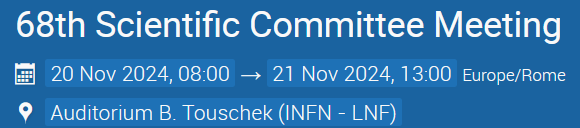 68th Scientific Committee Meeting
20 Nov 2024, 08:00 → 21 Nov 2024, 13:00 Europe/Rome
Auditorium B. Touschek (INFN - LNF)